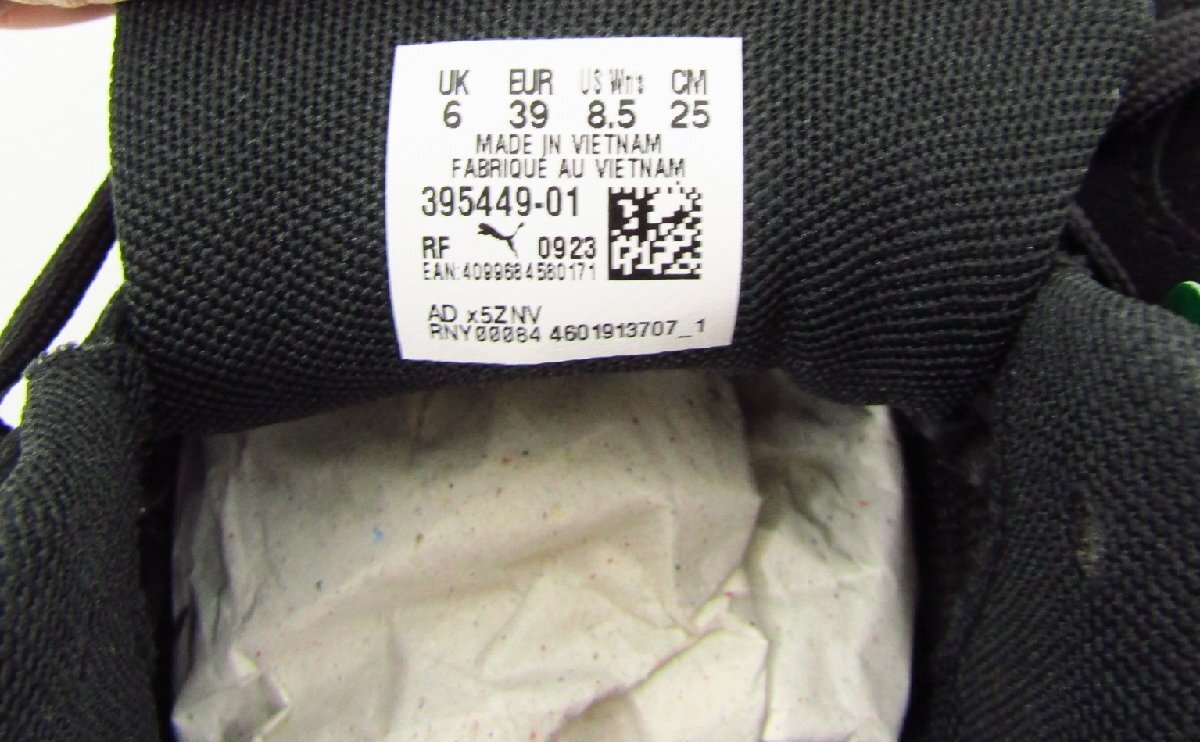 UK EUR US Wns CM
6 39 8.5 25
MADE IN VIETNAM
FABRIQUE AU VIETNAM
395449-01
RF 0923
EAN:4099684580171
AD x5ZNV
RNY00084 4601913707_1